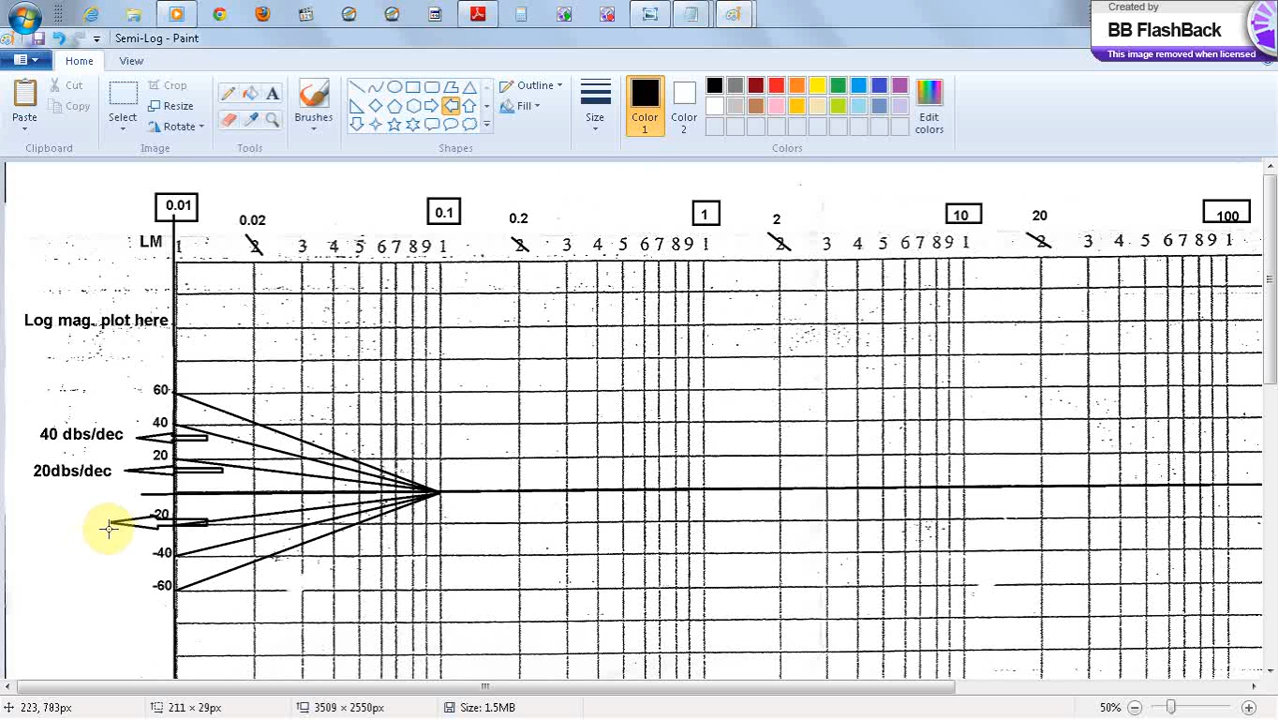 Created by
BB FlashBack
This image removed when licensed
Semi-Log - Paint
Home View
Paste
Cut
Copy
Clipboard
Select
Crop
Resize
Rotate
Image
A
Tools
Brushes
Outline
Fill
Shapes
Size
Color 1
Color 2
Edit colors
Colors
0.01 0.1 1 10 100
0.02 0.2 2 20
LM 1 2 3 4 5 6 7 8 9 1 2 3 4 5 6 7 8 9 1 2 3 4 5 6 7 8 9 1 2 3 4 5 6 7 8 9 1
Log mag. plot here
60
40
40 dbs/dec
20
20dbs/dec
-20
-40
-60
223, 783px 211 × 29px 3509 × 2550px Size: 1.5MB 50%